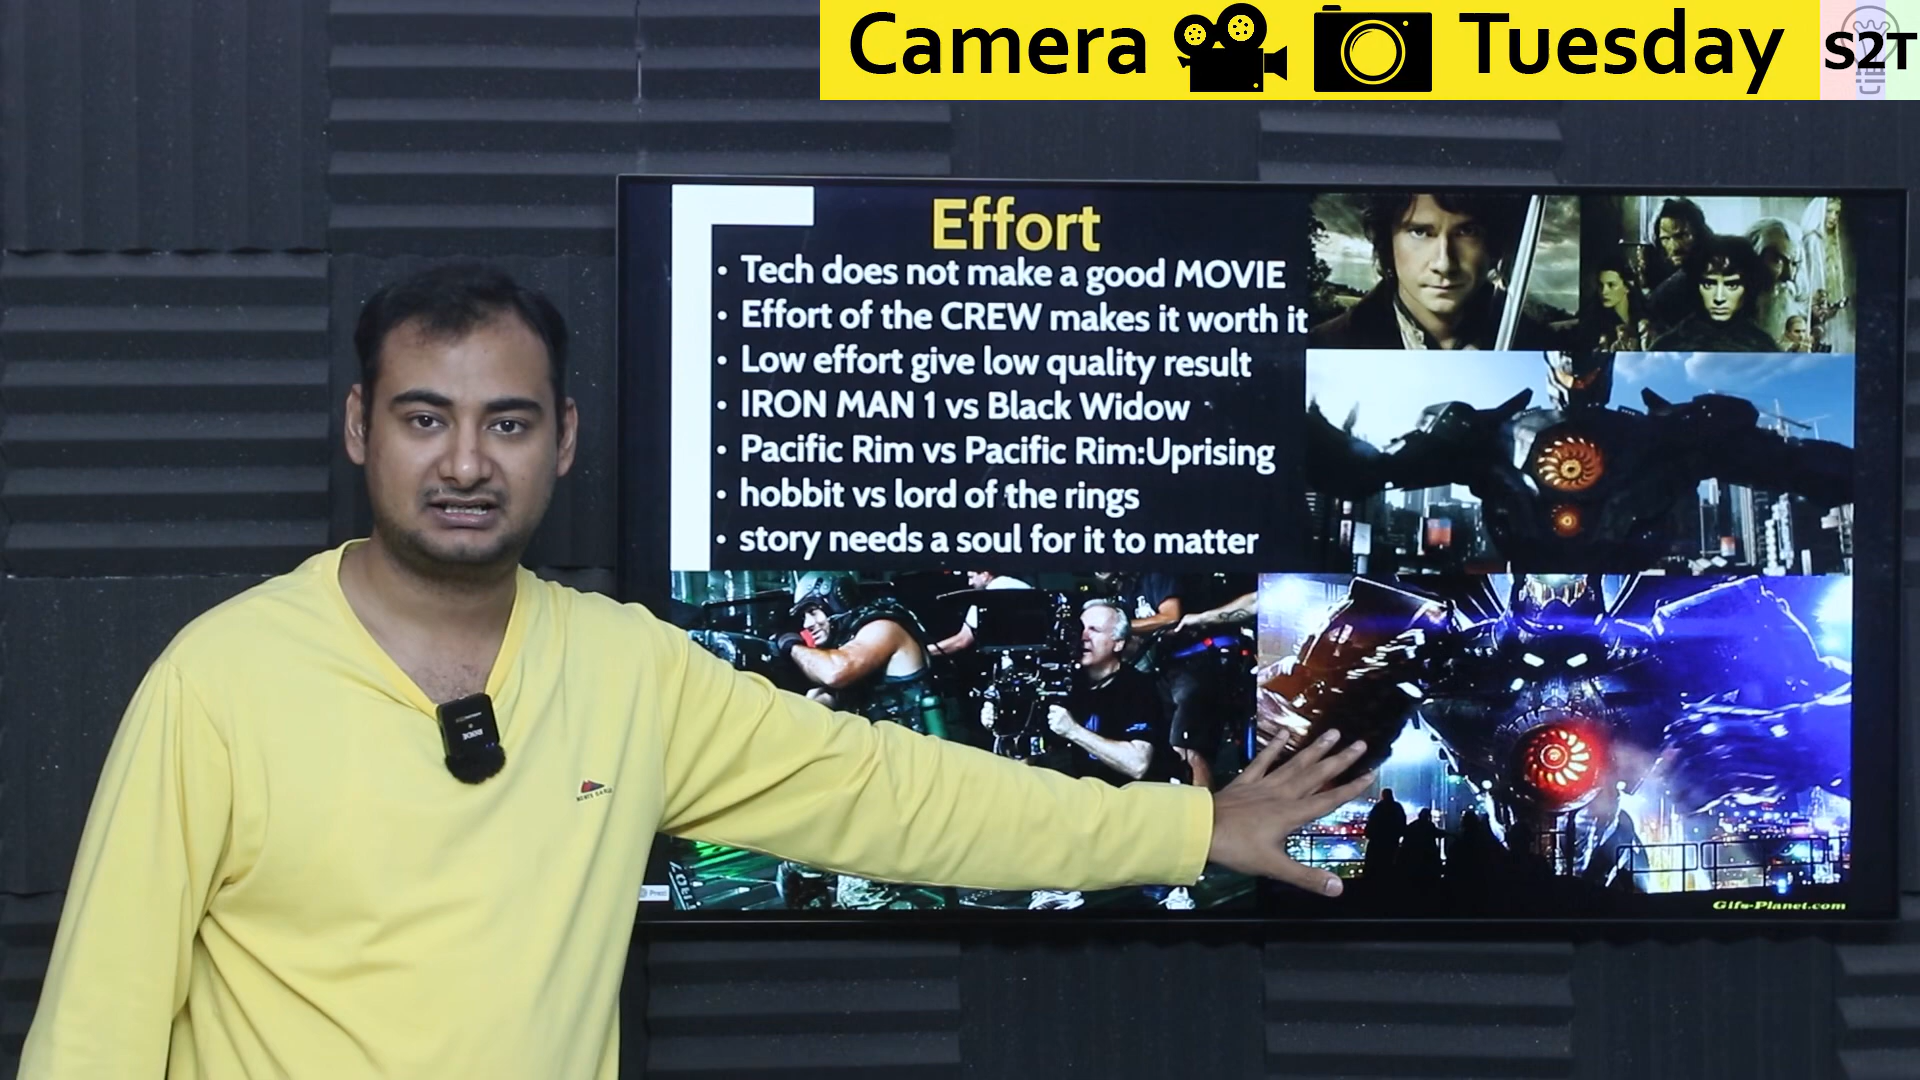 Camera Tuesday S2T
Effort
• Tech does not make a good MOVIE
• Effort of the CREW makes it worth it
• Low effort give low quality result
• IRON MAN 1 vs Black Widow
• Pacific Rim vs Pacific Rim:Uprising
• hobbit vs lord of the rings
• story needs a soul for it to matter
RODE
Prezi
Gifs-Planet.com